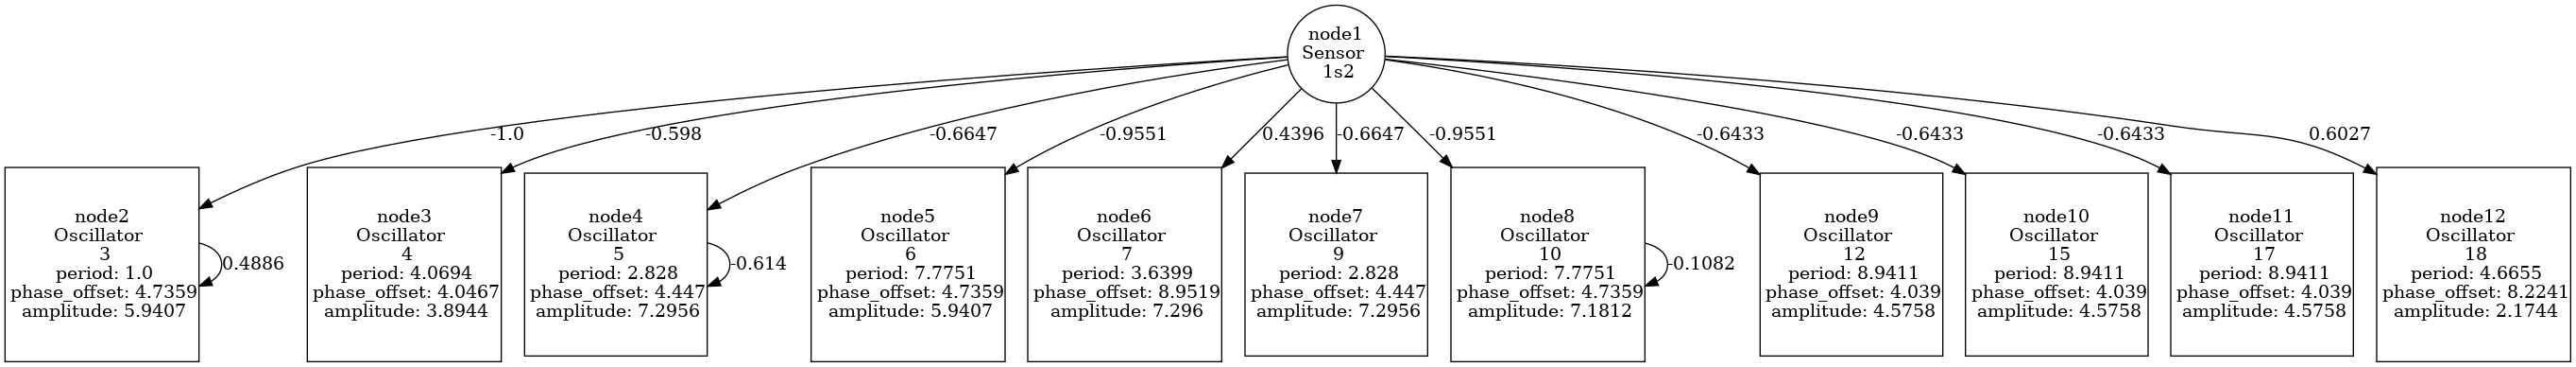 node1
Sensor
1s2
-1.0
-0.598
-0.6647
-0.9551
0.4396
-0.6647
-0.9551
-0.6433
-0.6433
-0.6433
0.6027
node2
Oscillator
3
period: 1.0
phase_offset: 4.7359
amplitude: 5.9407
0.4886
node3
Oscillator
4
period: 4.0694
phase_offset: 4.0467
amplitude: 3.8944
node4
Oscillator
5
period: 2.828
phase_offset: 4.447
amplitude: 7.2956
-0.614
node5
Oscillator
6
period: 7.7751
phase_offset: 4.7359
amplitude: 5.9407
node6
Oscillator
7
period: 3.6399
phase_offset: 8.9519
amplitude: 7.296
node7
Oscillator
9
period: 2.828
phase_offset: 4.447
amplitude: 7.2956
node8
Oscillator
10
period: 7.7751
phase_offset: 4.7359
amplitude: 7.1812
-0.1082
node9
Oscillator
12
period: 8.9411
phase_offset: 4.039
amplitude: 4.5758
node10
Oscillator
15
period: 8.9411
phase_offset: 4.039
amplitude: 4.5758
node11
Oscillator
17
period: 8.9411
phase_offset: 4.039
amplitude: 4.5758
node12
Oscillator
18
period: 4.6655
phase_offset: 8.2241
amplitude: 2.1744